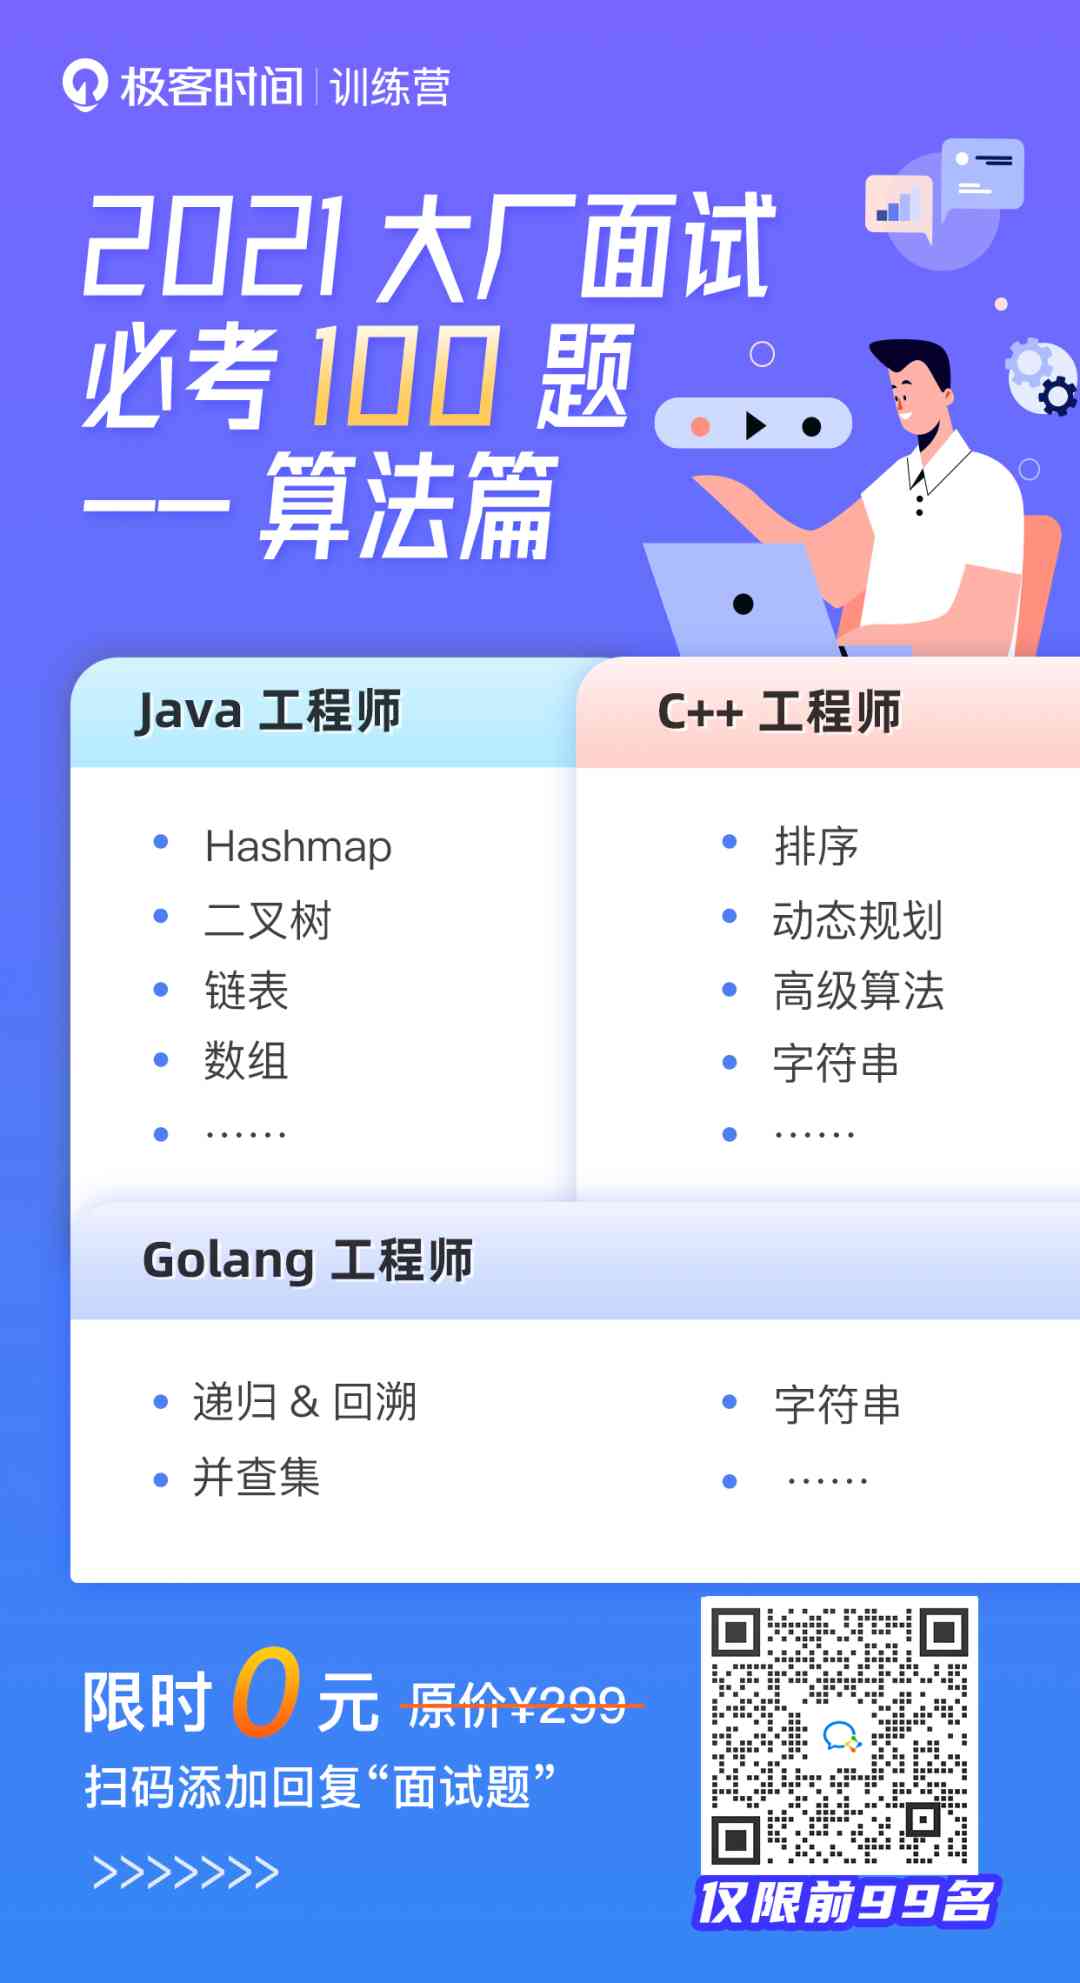 极客时间 | 训练营
2021 大厂面试
必考 100 题
—— 算法篇
Java 工程师
Hashmap
二叉树
链表
数组
……
C++ 工程师
排序
动态规划
高级算法
字符串
……
Golang 工程师
递归 & 回溯
并查集
字符串
……
限时 0 元 原价¥299
扫码添加回复“面试题”
>>>>>>>
仅限前99名